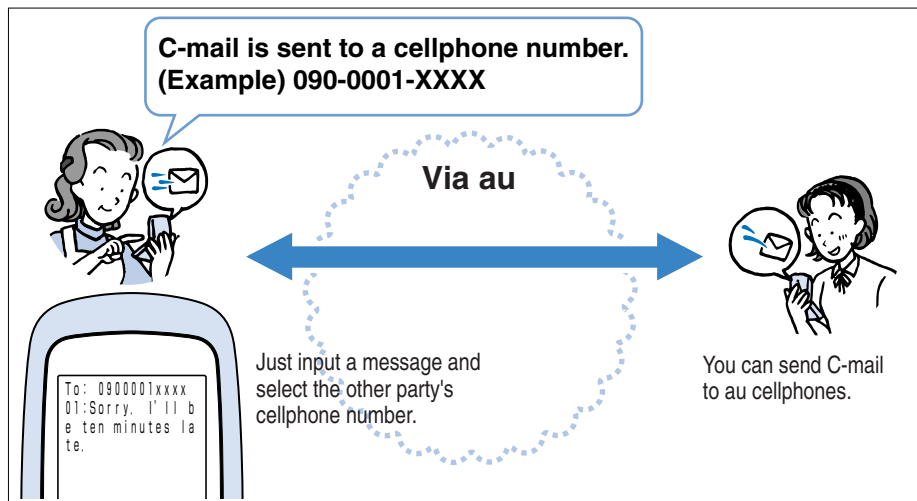 C-mail is sent to a cellphone number.
(Example) 090-0001-XXXX
Via au
Just input a message and
select the other party's
cellphone number.
You can send C-mail
to au cellphones.
To: 0900001xxxx
01:Sorry. I'll b
e ten minutes la
te.